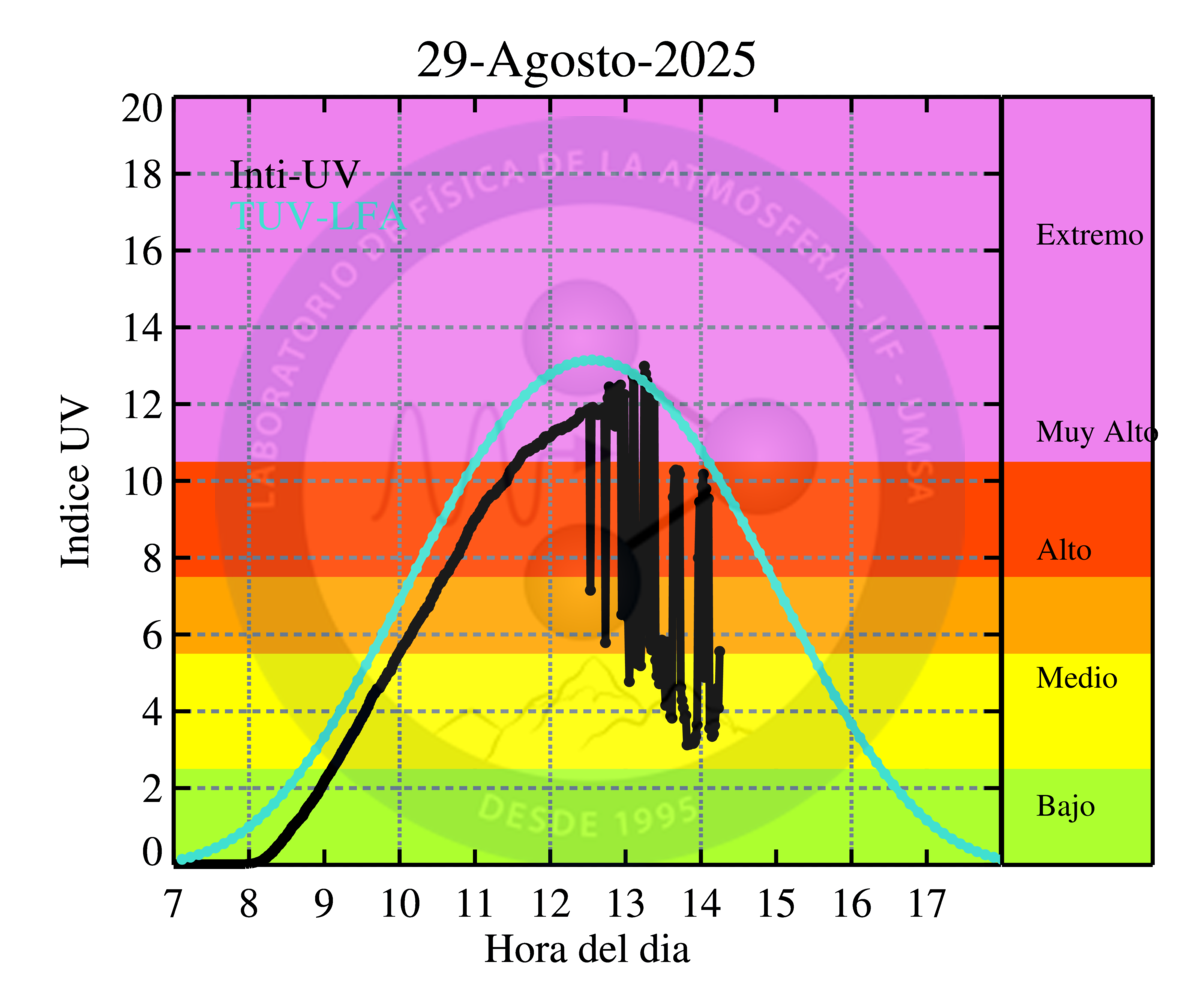 29-Agosto-2025
20
18
16
14
12
10
8
6
4
2
0
Indice UV
Inti-UV
TUV-LFA
LABORATORIO DE FÍSICA DE LA ATMÓSFERA - IIF - UMSA
DESDE 1995
Extremo
Muy Alto
Alto
Medio
Bajo
7 8 9 10 11 12 13 14 15 16 17
Hora del dia